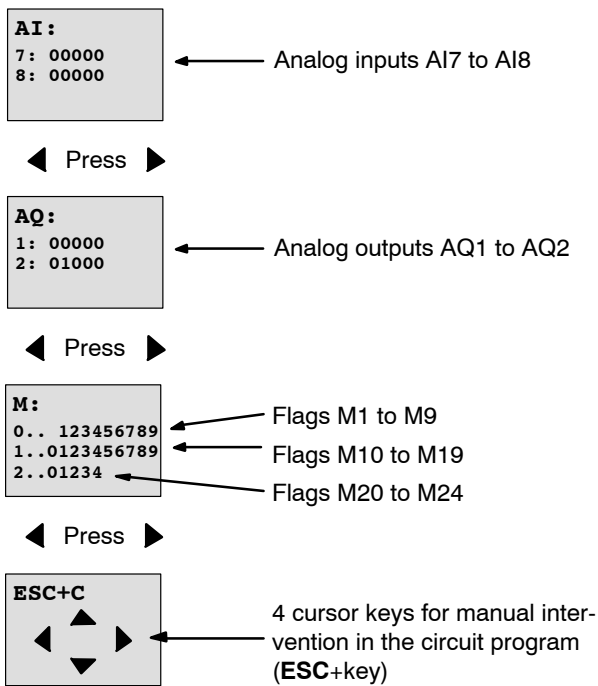 AI:
7: 00000
8: 00000
Analog inputs AI7 to AI8
Press
AQ:
1: 00000
2: 01000
Analog outputs AQ1 to AQ2
Press
M:
0.. 123456789
1..0123456789
2..01234
Flags M1 to M9
Flags M10 to M19
Flags M20 to M24
Press
ESC+C
4 cursor keys for manual inter-
vention in the circuit program
(ESC+key)